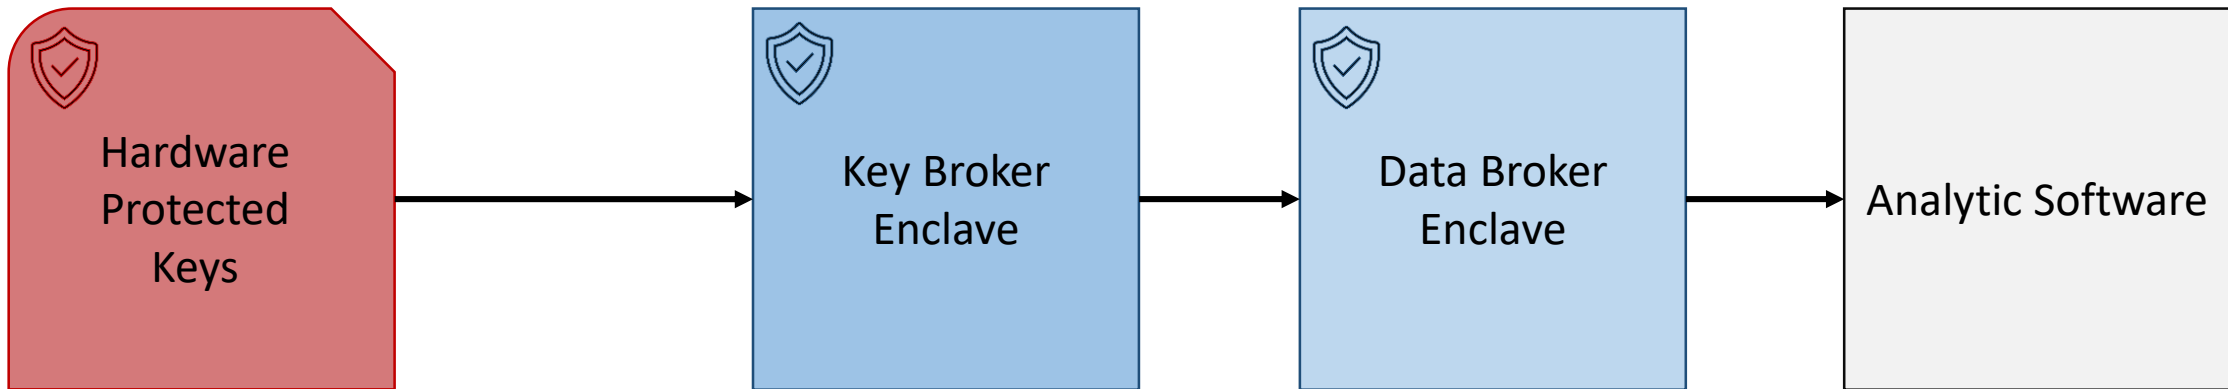 Hardware
Protected
Keys
Key Broker
Enclave
Data Broker
Enclave
Analytic Software